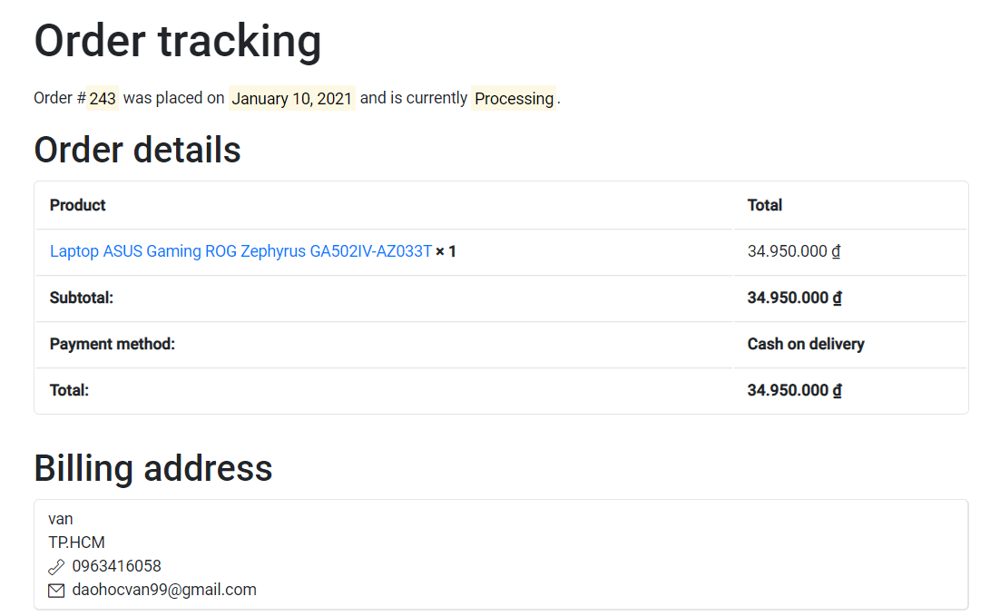 Order tracking
Order #243 was placed on January 10, 2021 and is currently Processing.
Order details
Product Total
Laptop ASUS Gaming ROG Zephyrus GA502IV-AZ033T × 1 34.950.000 ₫
Subtotal: 34.950.000 ₫
Payment method: Cash on delivery
Total: 34.950.000 ₫
Billing address
van
TP.HCM
0963416058
daohocvan99@gmail.com